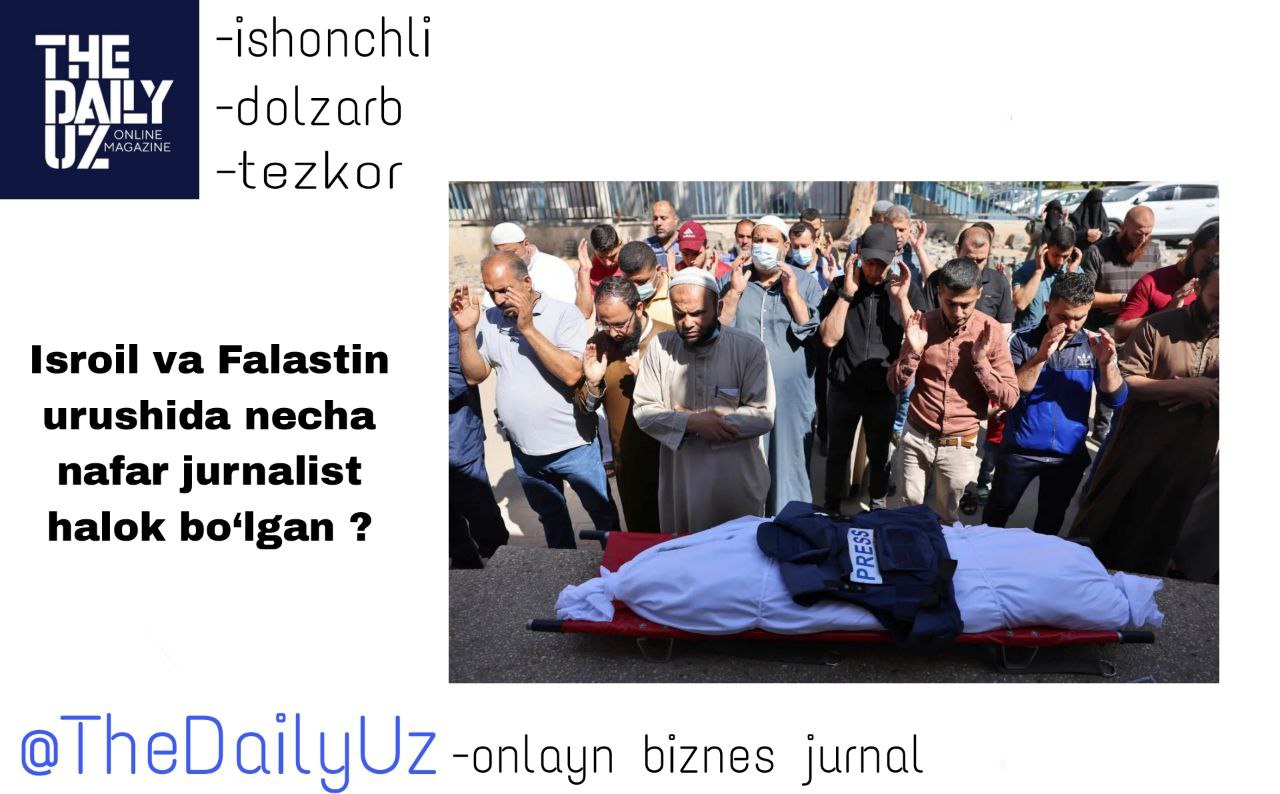 THE
DAILY
UZ ONLINE
MAGAZINE
-ishonchli
-dolzarb
-tezkor
Isroil va Falastin
urushida necha
nafar jurnalist
halok bo‘lgan ?
PRESS
@TheDailyUz -onlayn biznes jurnal